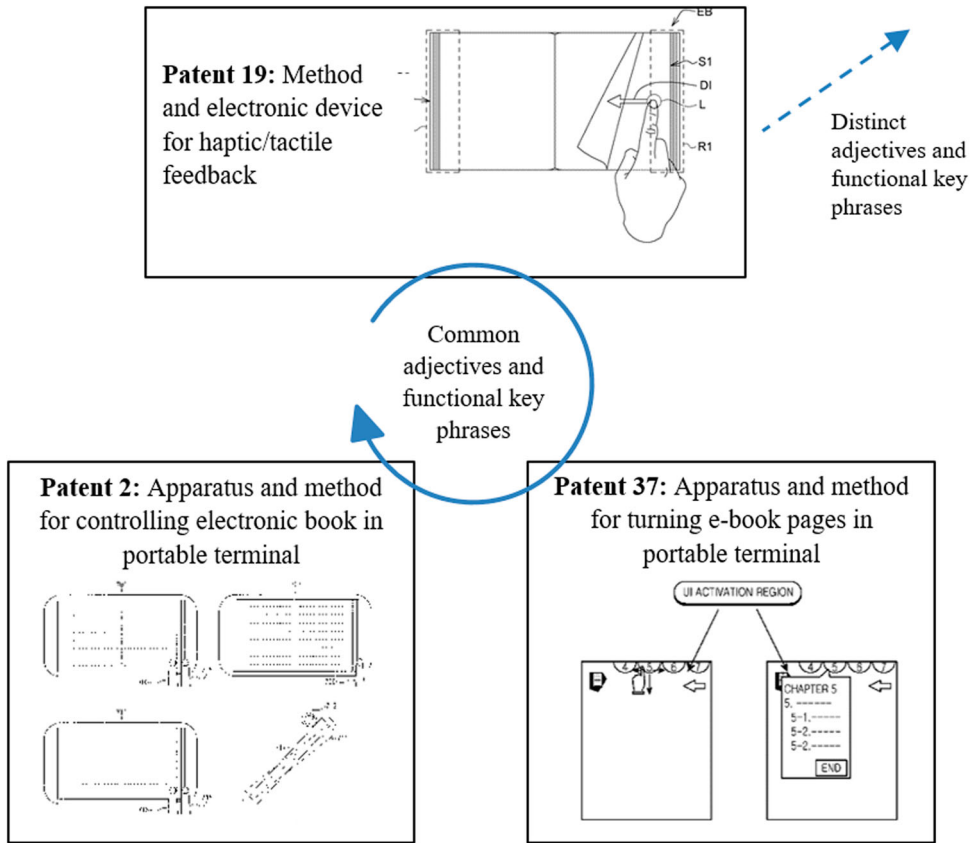 Patent 19: Method
and electronic device
for haptic/tactile
feedback
EB
S1
DI
L
R1
Distinct
adjectives and
functional key
phrases
Common
adjectives and
functional key
phrases
Patent 2: Apparatus and method
for controlling electronic book in
portable terminal
Patent 37: Apparatus and method
for turning e-book pages in
portable terminal
UI ACTIVATION REGION
4 5 6 7
4 5 6 7
CHAPTER 5
5. -------
5-1. ------
5-2. ------
5-2. ------
END